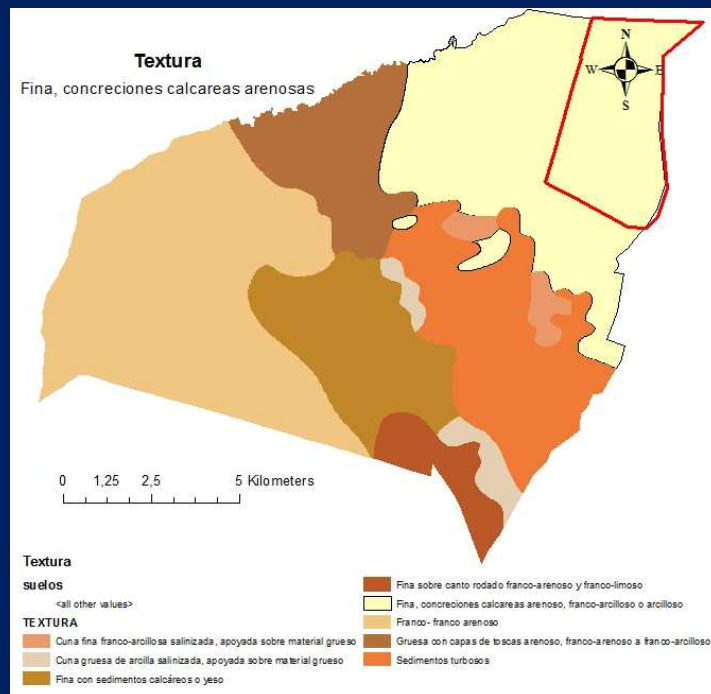 Textura
Fina, concreciones calcareas arenosas
N
W E
S
0 1,25 2,5 5 Kilometers
Textura
suelos
<all other values>
TEXTURA
Cuna fina franco-arcillosa salinizada, apoyada sobre material grueso
Cuna gruesa de arcilla salinizada, apoyada sobre material grueso
Fina con sedimentos calcáreos o yeso
Fina sobre canto rodado franco-arenoso y franco-limoso
Fina, concreciones calcareas arenoso, franco-arcilloso o arcilloso
Franco- franco arenoso
Gruesa con capas de toscas arenoso, franco-arenoso a franco-arcilloso
Sedimentos turbosos